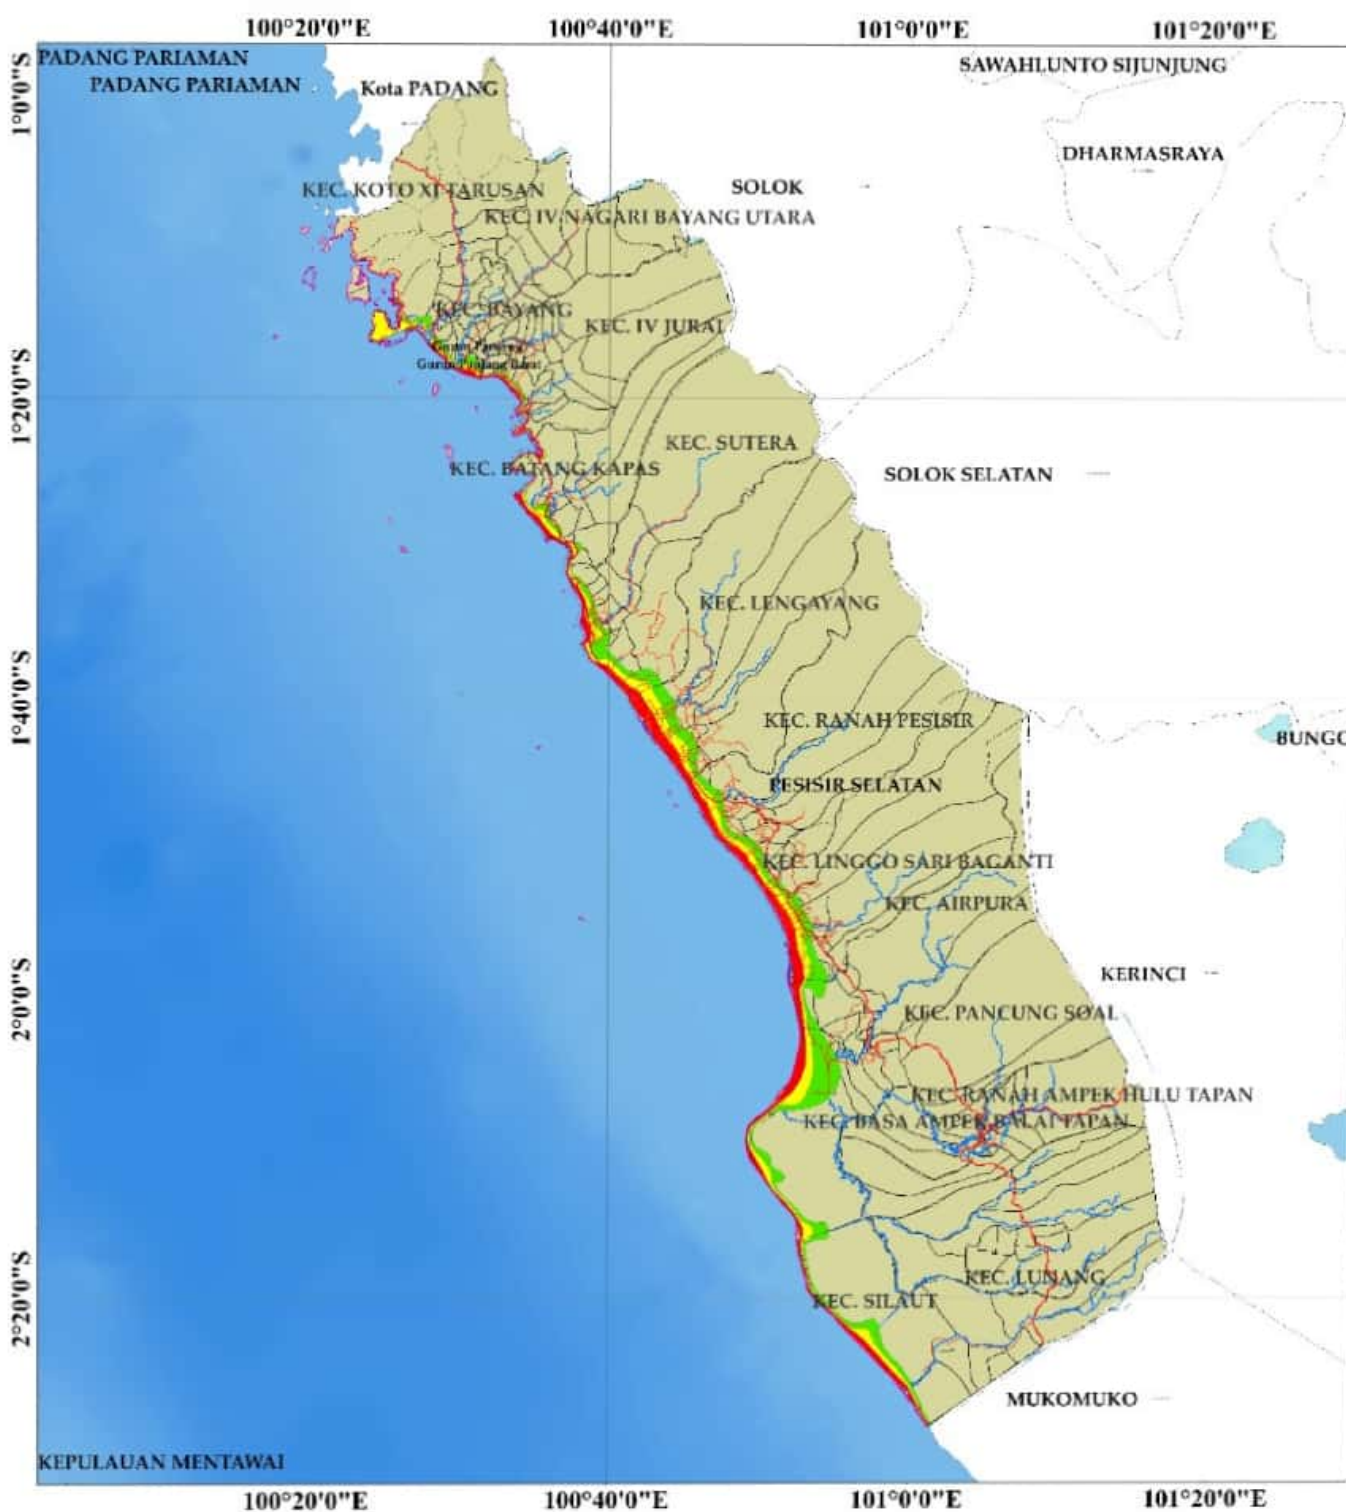 100°20'0"E 100°40'0"E 101°0'0"E 101°20'0"E
PADANG PARIAMAN
PADANG PARIAMAN
SAWAHLUNTO SIJUNJUNG
Kota PADANG
1°0'0"S
DHARMASRAYA
KEC. KOTO XI TARUSAN
SOLOK
KEC. IV NAGARI BAYANG UTARA
KEC. BAYANG
KEC. IV JURAI
Gurun Panjang Barat
1°20'0"S
KEC. SUTERA
KEC. BATANG KAPAS
SOLOK SELATAN
KEC. LENGAYANG
1°40'0"S
KEC. RANAH PESISIR
BUNGO
PESISIR SELATAN
KEC. LINGGO SARI BAGANTI
KEC. AIRPURA
2°0'0"S
KERINCI
KEC. PANCUNG SOAL
KEC. RANAH AMPEK HULU TAPAN
KEC. BASA AMPEK BALAI TAPAN
KEC. LUNANG
2°20'0"S
KEC. SILAUT
MUKOMUKO
KEPULAUAN MENTAWAI
100°20'0"E 100°40'0"E 101°0'0"E 101°20'0"E